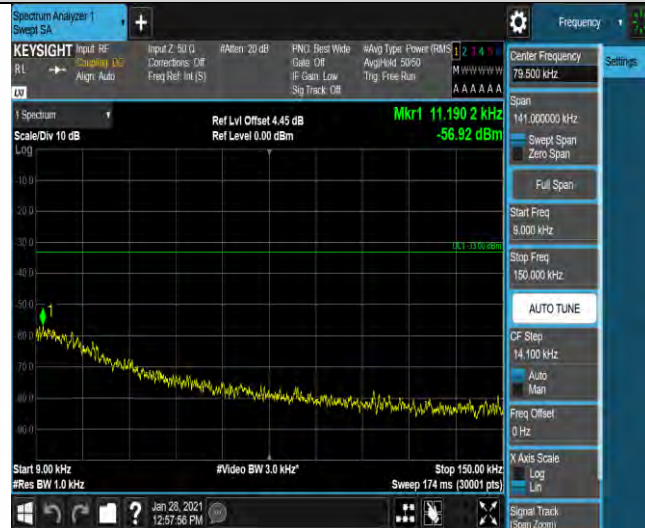 Spectrum Analyzer 1
Swept SA
Frequency
KEYSIGHT Input: RF Input Z: 50 Ω #Atten: 20 dB PNO: Best Wide #Avg Type: Power (RMS 1 2 3 4 5 6
RL Coupling: DC Corrections: Off Gate: Off Avg|Hold: 50/50 M W W W W W
Align: Auto Freq Ref: Int (S) IF Gain: Low Trig: Free Run
Sig Track: Off A A A A A A
LXI
1 Spectrum
Scale/Div 10 dB
Ref Lvl Offset 4.45 dB
Ref Level 0.00 dBm
Mkr1 11.190 2 kHz
-56.92 dBm
Log
-10.0
-20.0
-30.0
DL1 -33.00 dBm
-40.0
-50.0
1
-60.0
-70.0
-80.0
-90.0
Start 9.00 kHz #Video BW 3.0 kHz* Stop 150.00 kHz
#Res BW 1.0 kHz Sweep 174 ms (30001 pts)
?
Jan 28, 2021
12:57:56 PM
Center Frequency
79.500 kHz
Settings
Span
141.000000 kHz
Swept Span
Zero Span
Full Span
Start Freq
9.000 kHz
Stop Freq
150.000 kHz
AUTO TUNE
CF Step
14.100 kHz
Auto
Man
Freq Offset
0 Hz
X Axis Scale
Log
Lin
Signal Track
(Span Zoom)